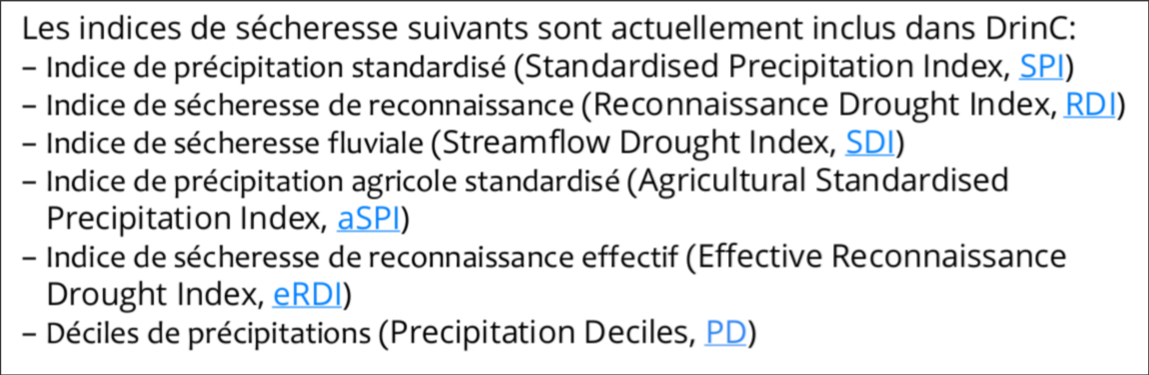 Les indices de sécheresse suivants sont actuellement inclus dans DrinC:
– Indice de précipitation standardisé (Standardised Precipitation Index, SPI)
– Indice de sécheresse de reconnaissance (Reconnaissance Drought Index, RDI)
– Indice de sécheresse fluviale (Streamflow Drought Index, SDI)
– Indice de précipitation agricole standardisé (Agricultural Standardised
Precipitation Index, aSPI)
– Indice de sécheresse de reconnaissance effectif (Effective Reconnaissance
Drought Index, eRDI)
– Déciles de précipitations (Precipitation Deciles, PD)